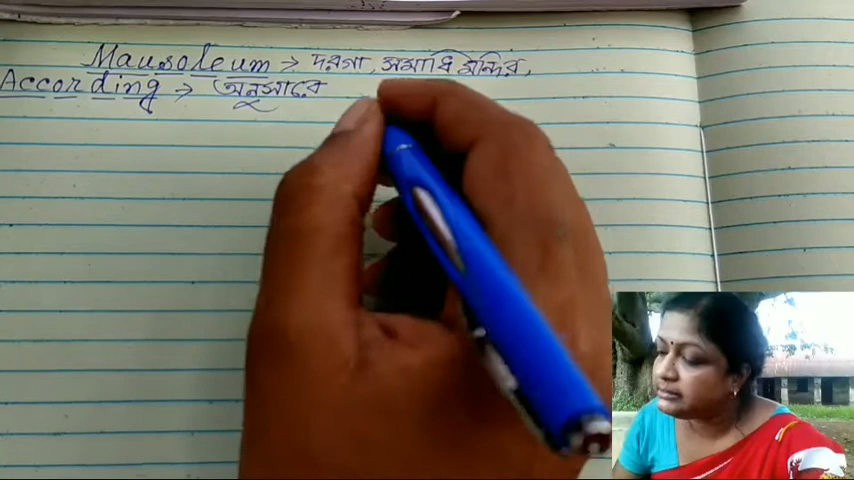 Mausoleum → দরগা, সমাধি মন্দির,
According → অনুসারে